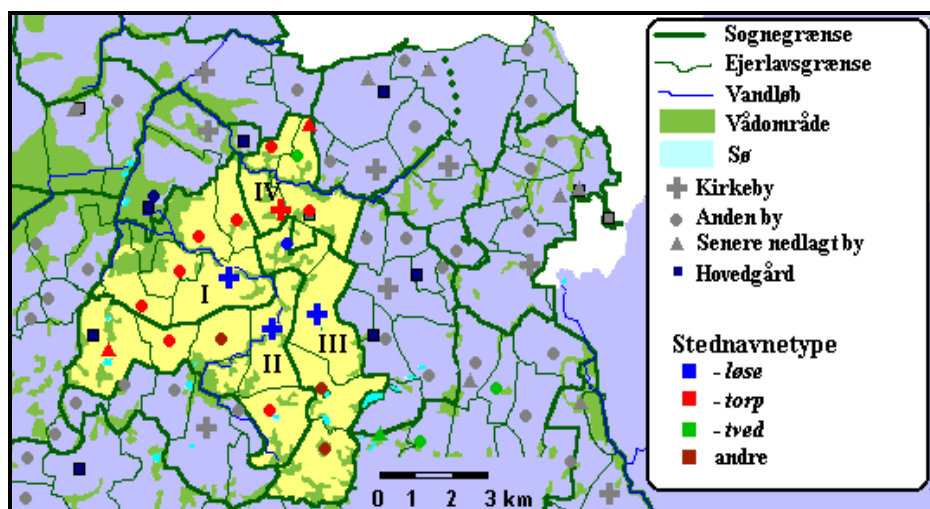 Sognegrænse
Ejerlavsgrænse
Vandløb
Vådområde
Sø
Kirkeby
Anden by
Senere nedlagt by
Hovedgård
Stednavnetype
- løse
- torp
- tved
andre
IV
I
II
III
0 1 2 3 km